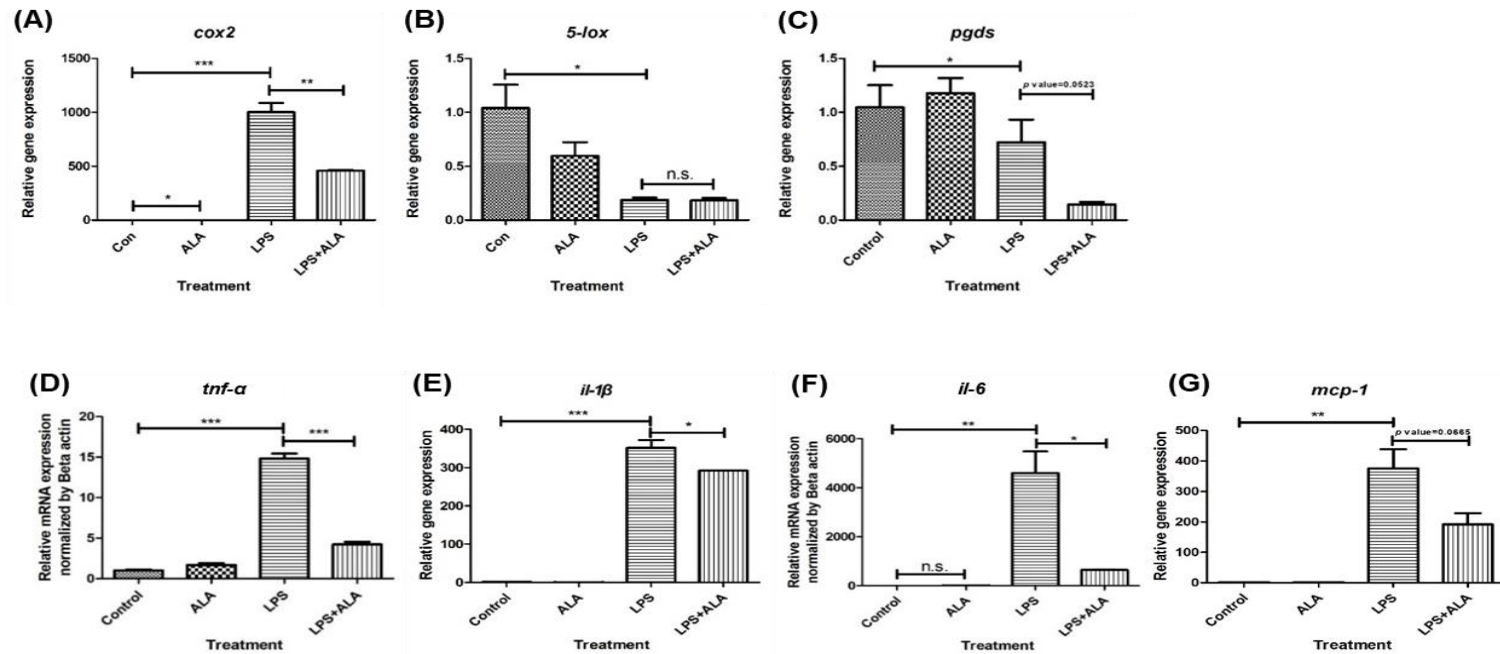 (A)
cox2
Relative gene expression
1500
1000
500
0
***
**
*
Con
ALA
LPS
LPS+ALA
Treatment
(B)
5-lox
Relative gene expression
1.5
1.0
0.5
0.0
*
n.s.
Con
ALA
LPS
LPS+ALA
Treatment
(C)
pgds
Relative gene expression
1.5
1.0
0.5
0.0
*
p value=0.0523
Control
ALA
LPS
LPS+ALA
Treatment
(D)
tnf-α
Relative mRNA expression
normalized by Beta actin
20
15
10
5
0
***
***
Control
ALA
LPS
LPS+ALA
Treatment
(E)
il-1β
Relative gene expression
400
300
200
100
0
***
*
Control
ALA
LPS
LPS+ALA
Treatment
(F)
il-6
Relative mRNA expression
normalized by Beta actin
6000
4000
2000
0
**
*
n.s.
Control
ALA
LPS
LPS+ALA
Treatment
(G)
mcp-1
Relative gene expression
500
400
300
200
100
0
**
p value=0.0665
Control
ALA
LPS
LPS+ALA
Treatment